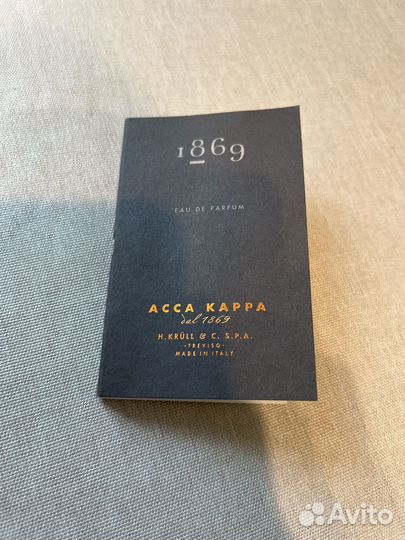 1869
EAU DE PARFUM
ACCA KAPPA
dal 1869
H.KRÜLL & C. S.P.A.
-TREVISO-
MADE IN ITALY
Avito